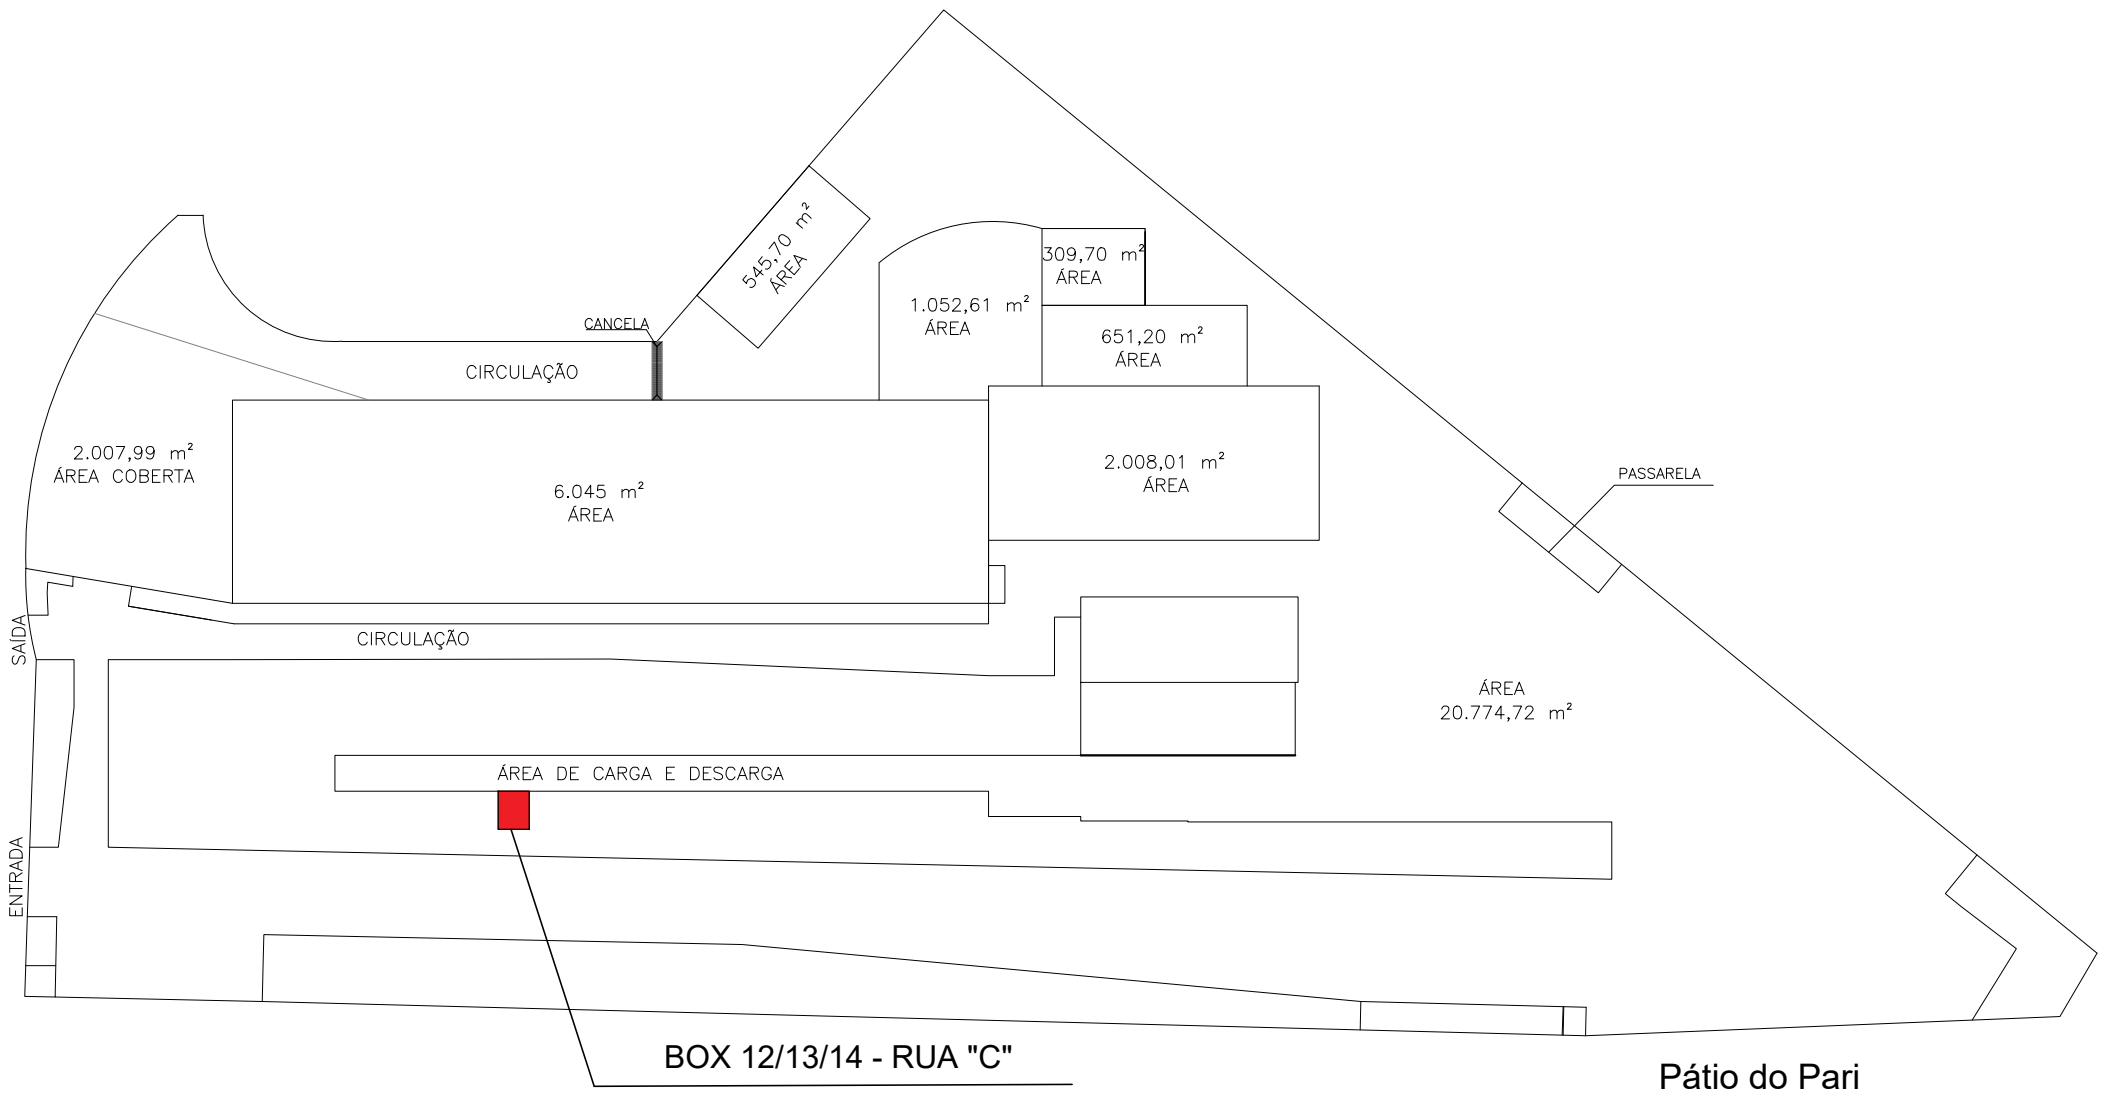 545,70 m²
ÁREA
309,70 m²
ÁREA
1.052,61 m²
ÁREA
CANCELA
651,20 m²
ÁREA
CIRCULAÇÃO
2.007,99 m²
ÁREA COBERTA
6.045 m²
ÁREA
2.008,01 m²
ÁREA
PASSARELA
SAÍDA
CIRCULAÇÃO
ÁREA
20.774,72 m²
ÁREA DE CARGA E DESCARGA
ENTRADA
BOX 12/13/14 - RUA "C"
Pátio do Pari